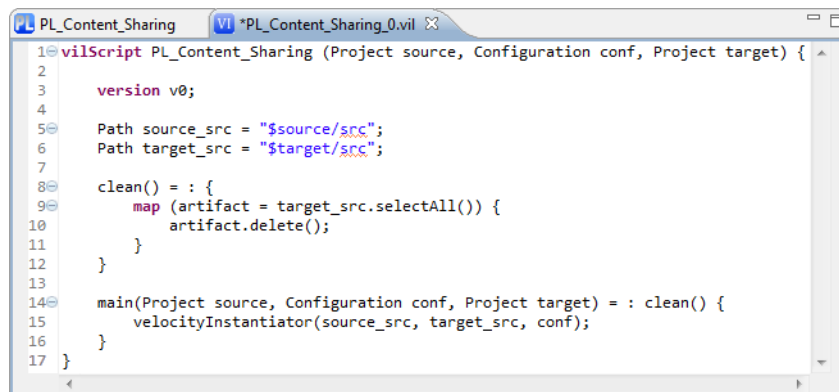 PL PL_Content_Sharing VI *PL_Content_Sharing_0.vil
1 vilScript PL_Content_Sharing (Project source, Configuration conf, Project target) {
2
3 version v0;
4
5 Path source_src = "$source/src";
6 Path target_src = "$target/src";
7
8 clean() = : {
9 map (artifact = target_src.selectAll()) {
10 artifact.delete();
11 }
12 }
13
14 main(Project source, Configuration conf, Project target) = : clean() {
15 velocityInstantiator(source_src, target_src, conf);
16 }
17 }